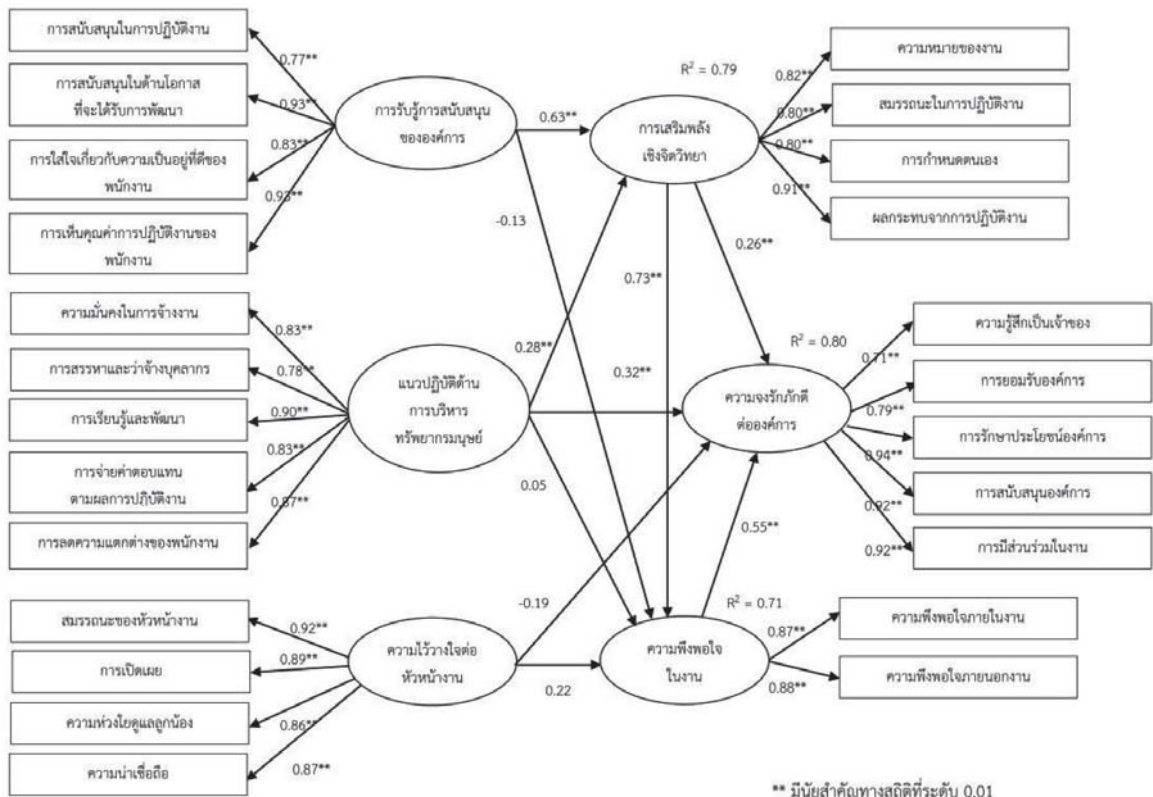 การสนับสนุนในการปฏิบัติงาน
0.77**
การสนับสนุนในด้านโอกาส
ที่จะได้รับการพัฒนา
0.93**
การใส่ใจเกี่ยวกับความเป็นอยู่ที่ดีของ
พนักงาน
0.83**
การเห็นคุณค่าการปฏิบัติงานของ
พนักงาน
0.93**
การรับรู้การสนับสนุน
ขององค์การ
0.63**
-0.13
R² = 0.79
การเสริมพลัง
เชิงจิตวิทยา
ความหมายของงาน
0.82**
สมรรถนะในการปฏิบัติงาน
0.80**
การกำหนดตนเอง
0.80**
ผลกระทบจากการปฏิบัติงาน
0.91**
0.26**
0.73**
ความมั่นคงในการจ้างงาน
0.83**
การสรรหาและว่าจ้างบุคลากร
0.78**
การเรียนรู้และพัฒนา
0.90**
การจ่ายค่าตอบแทน
ตามผลการปฏิบัติงาน
0.83**
การลดความแตกต่างของพนักงาน
0.87**
แนวปฏิบัติด้าน
การบริหาร
ทรัพยากรมนุษย์
0.28**
0.32**
0.05
R² = 0.80
ความจงรักภักดี
ต่อองค์การ
ความรู้สึกเป็นเจ้าของ
0.71**
การยอมรับองค์การ
0.79**
การรักษาประโยชน์องค์การ
0.94**
การสนับสนุนองค์การ
0.92**
การมีส่วนร่วมในงาน
0.92**
0.55**
สมรรถนะของหัวหน้างาน
0.92**
การเปิดเผย
0.89**
ความห่วงใยดูแลลูกน้อง
0.86**
ความน่าเชื่อถือ
0.87**
ความไว้วางใจต่อ
หัวหน้างาน
-0.19
0.22
R² = 0.71
ความพึงพอใจ
ในงาน
ความพึงพอใจภายในงาน
0.87**
ความพึงพอใจภายนอกงาน
0.88**
** มีนัยสำคัญทางสถิติที่ระดับ 0.01